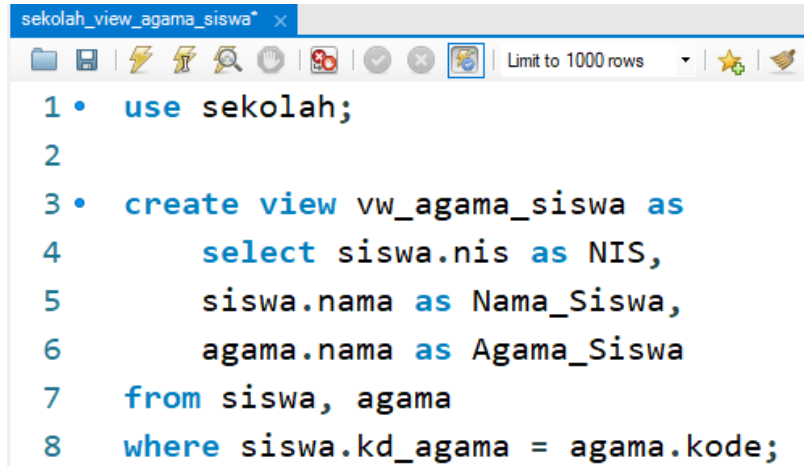 sekolah_view_agama_siswa*
Limit to 1000 rows
1 use sekolah;
2
3 create view vw_agama_siswa as
4 select siswa.nis as NIS,
5 siswa.nama as Nama_Siswa,
6 agama.nama as Agama_Siswa
7 from siswa, agama
8 where siswa.kd_agama = agama.kode;